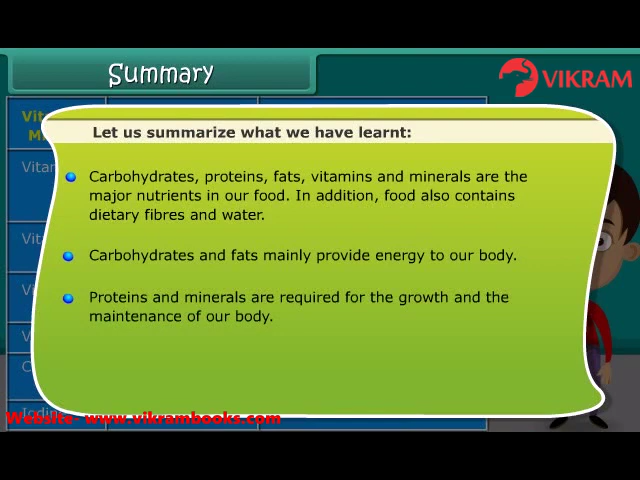 Summary
VIKRAM
Let us summarize what we have learnt:
Carbohydrates, proteins, fats, vitamins and minerals are the
major nutrients in our food. In addition, food also contains
dietary fibres and water.
Carbohydrates and fats mainly provide energy to our body.
Proteins and minerals are required for the growth and the
maintenance of our body.
Website- www.vikrambooks.com